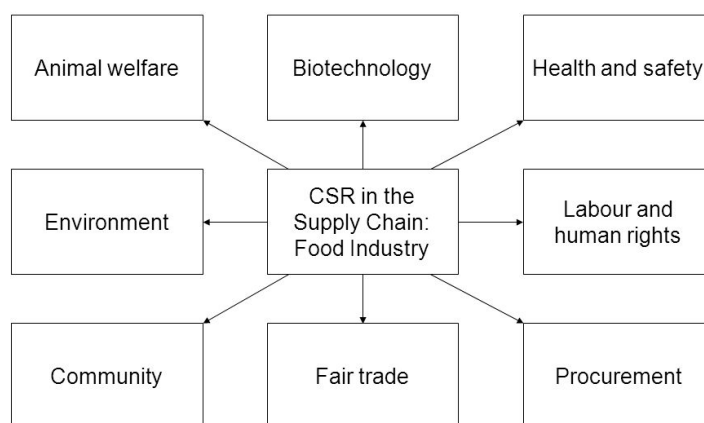 Animal welfare
Biotechnology
Health and safety
Environment
CSR in the
Supply Chain:
Food Industry
Labour and
human rights
Community
Fair trade
Procurement